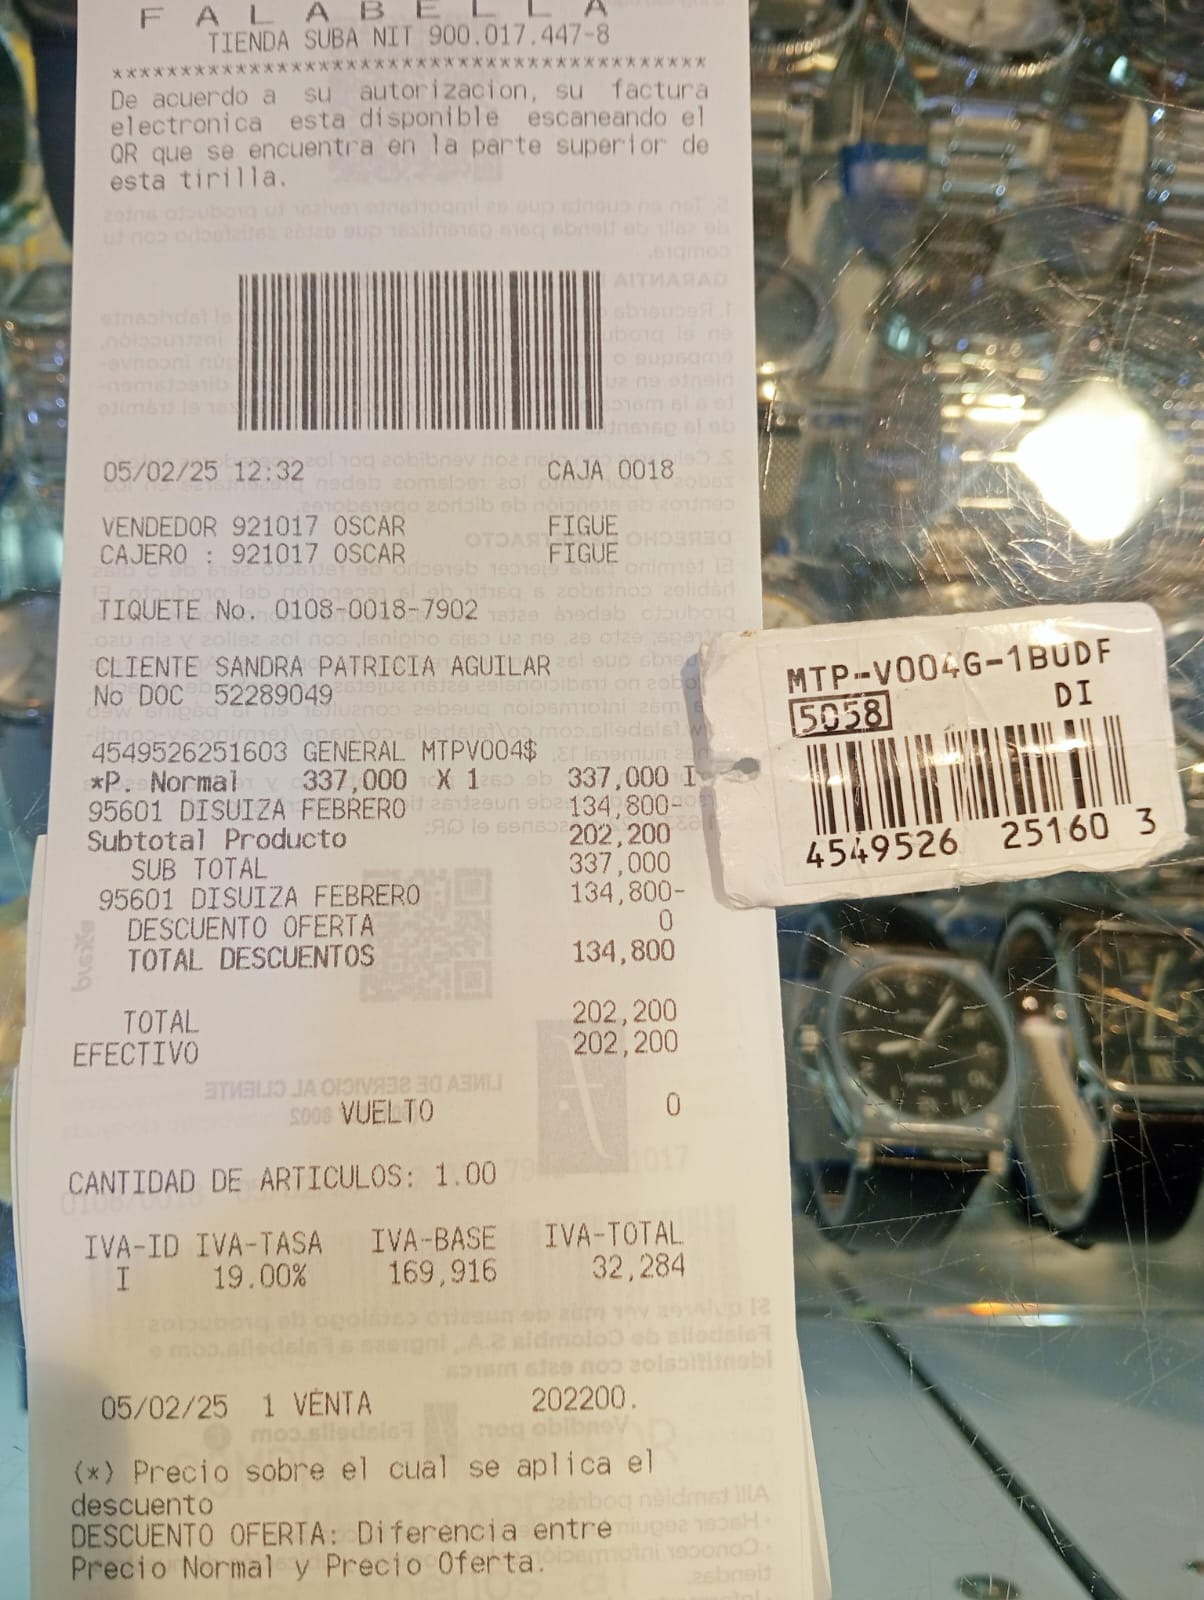 FALABELLA
TIENDA SUBA NIT 900.017.447-8
********************************************
De acuerdo a su autorizacion, su factura
electronica esta disponible escaneando el
QR que se encuentra en la parte superior de
esta tirilla.
05/02/25 12:32 CAJA 0018
VENDEDOR 921017 OSCAR FIGUE
CAJERO : 921017 OSCAR FIGUE
TIQUETE No. 0108-0018-7902
CLIENTE SANDRA PATRICIA AGUILAR
No DOC 52289049
4549526251603 GENERAL MTPV004$
*P. Normal 337,000 X 1 337,000 I
95601 DISUIZA FEBRERO 134,800-
Subtotal Producto 202,200
SUB TOTAL 337,000
95601 DISUIZA FEBRERO 134,800-
DESCUENTO OFERTA 0
TOTAL DESCUENTOS 134,800
TOTAL 202,200
EFECTIVO 202,200
VUELTO 0
CANTIDAD DE ARTICULOS: 1.00
IVA-ID IVA-TASA IVA-BASE IVA-TOTAL
I 19.00% 169,916 32,284
05/02/25 1 VENTA 202200.
(*) Precio sobre el cual se aplica el
descuento
DESCUENTO OFERTA: Diferencia entre
Precio Normal y Precio Oferta.
MTP-V004G-1BUDF
5058 DI
4549526 25160 3